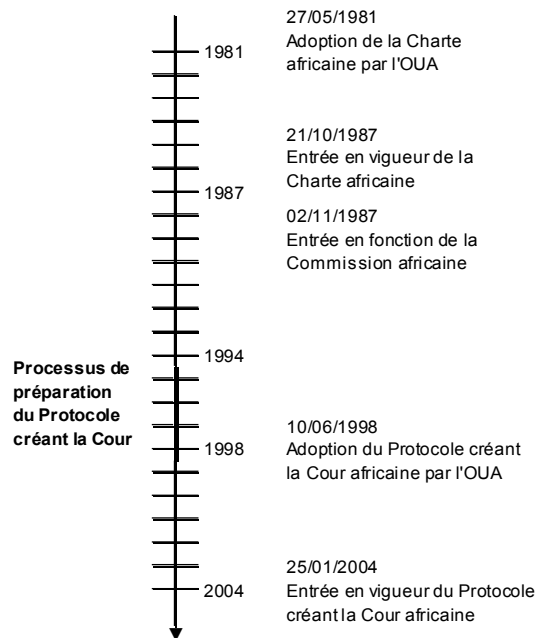 27/05/1981
Adoption de la Charte
africaine par l'OUA
1981
21/10/1987
Entrée en vigueur de la
Charte africaine
1987
02/11/1987
Entrée en fonction de la
Commission africaine
1994
Processus de
préparation
du Protocole
créant la Cour
10/06/1998
Adoption du Protocole créant
la Cour africaine par l'OUA
1998
25/01/2004
Entrée en vigueur du Protocole
créant la Cour africaine
2004